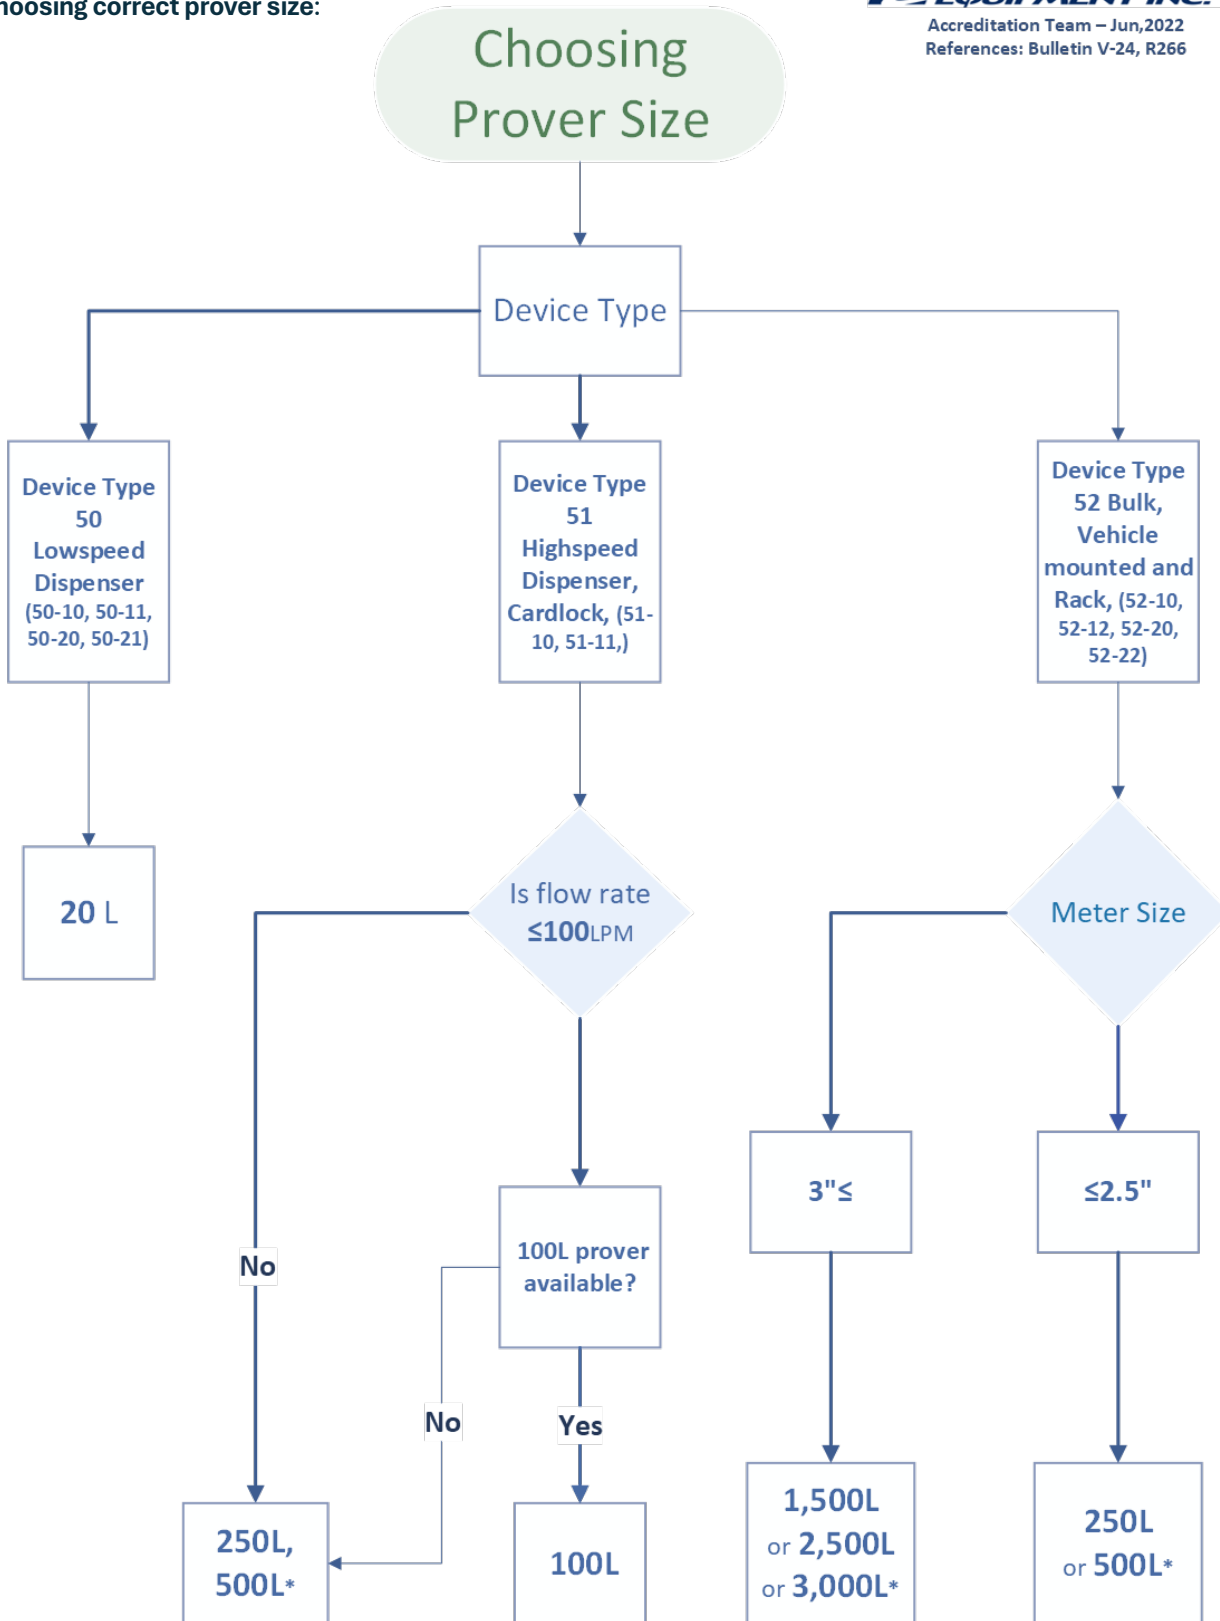 hoosing correct prover size:
EQUIPMENT INC.
Accreditation Team – Jun,2022
References: Bulletin V-24, R266
Choosing
Prover Size
Device Type
Device Type
50
Lowspeed
Dispenser
(50-10, 50-11,
50-20, 50-21)
Device Type
51
Highspeed
Dispenser,
Cardlock, (51-
10, 51-11,)
Device Type
52 Bulk,
Vehicle
mounted and
Rack, (52-10,
52-12, 52-20,
52-22)
20 L
Is flow rate
≤100LPM
Meter Size
3"≤
≤2.5"
100L prover
available?
No
No
Yes
250L,
500L*
100L
1,500L
or 2,500L
or 3,000L*
250L
or 500L*